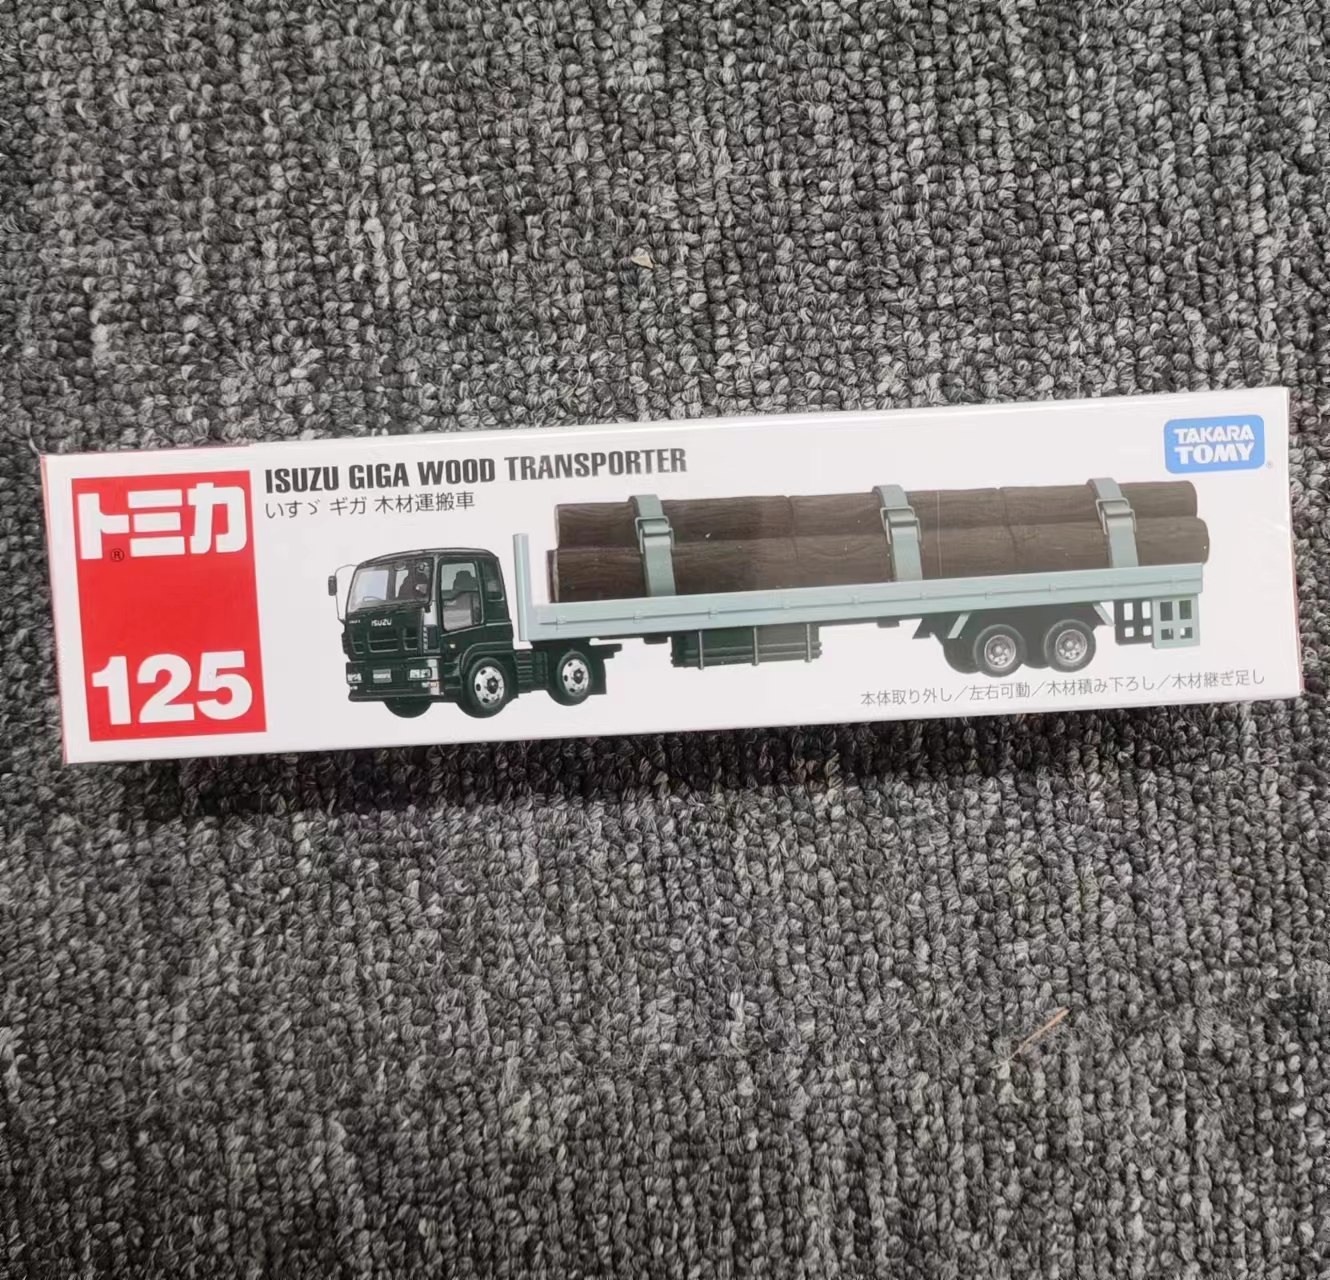 トミカ
®
125
ISUZU GIGA WOOD TRANSPORTER
いすゞ ギガ 木材運搬車
TAKARA
TOMY
®
ISUZU
本体取り外し／左右可動／木材積み下ろし／木材継ぎ足し